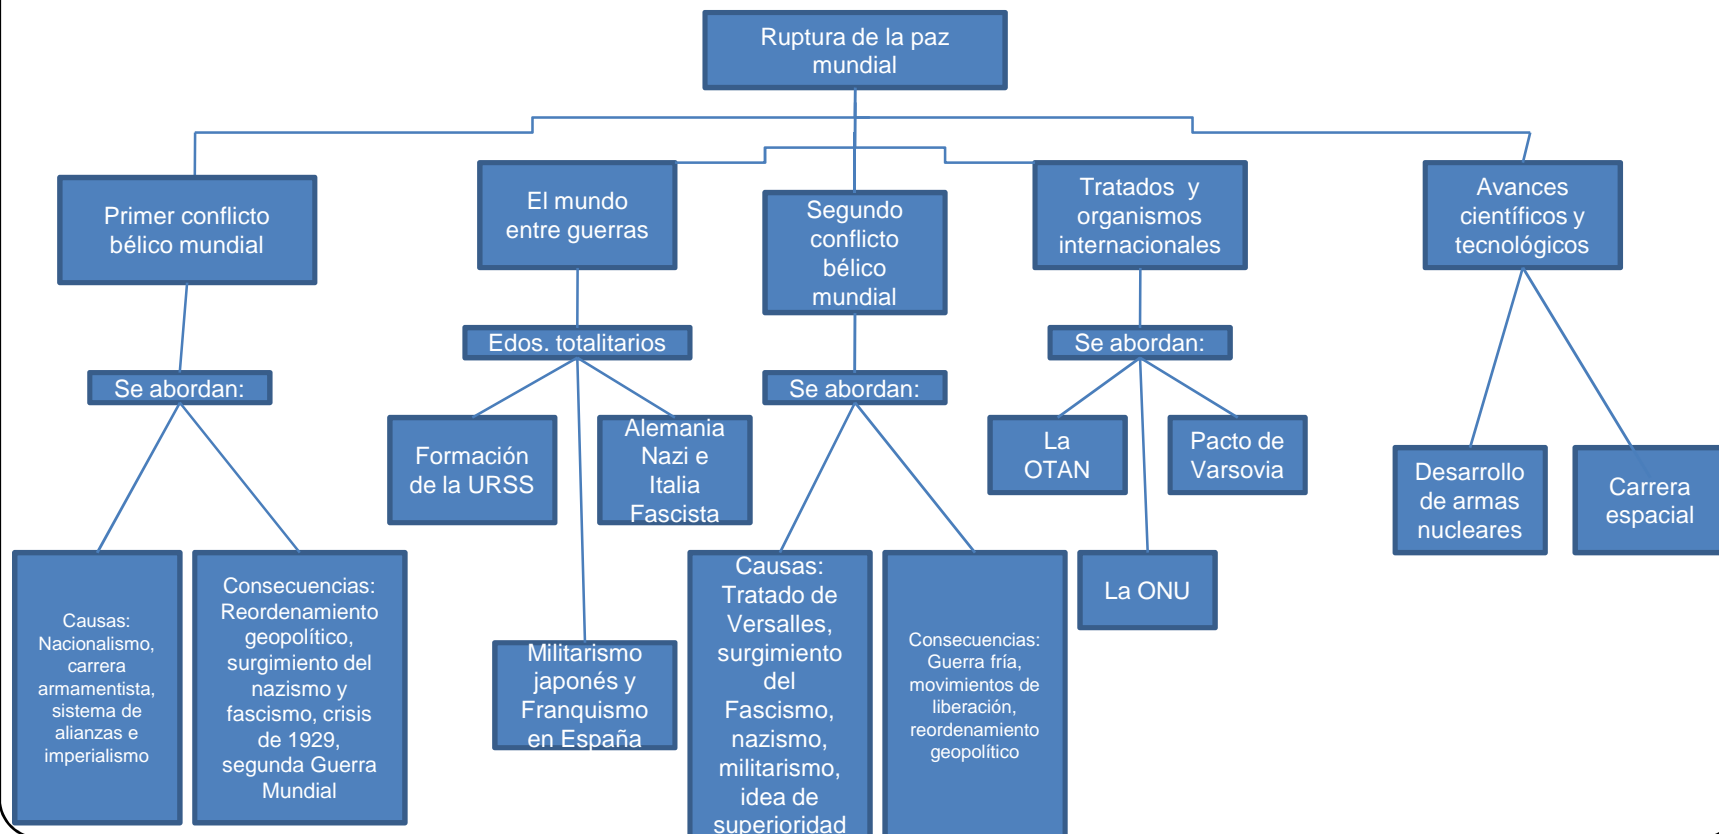 Ruptura de la paz
mundial
Primer conflicto
bélico mundial
El mundo
entre guerras
Segundo
conflicto
bélico
mundial
Tratados y
organismos
internacionales
Avances
científicos y
tecnológicos
Se abordan:
Edos. totalitarios
Se abordan:
Se abordan:
Causas:
Nacionalismo,
carrera
armamentista,
sistema de
alianzas e
imperialismo
Consecuencias:
Reordenamiento
geopolítico,
surgimiento del
nazismo y
fascismo, crisis
de 1929,
segunda Guerra
Mundial
Formación
de la URSS
Militarismo
japonés y
Franquismo
en España
Alemania
Nazi e
Italia
Fascista
Causas:
Tratado de
Versalles,
surgimiento
del
Fascismo,
nazismo,
militarismo,
idea de
superioridad
Consecuencias:
Guerra fría,
movimientos de
liberación,
reordenamiento
geopolítico
La
OTAN
La ONU
Pacto de
Varsovia
Desarrollo
de armas
nucleares
Carrera
espacial